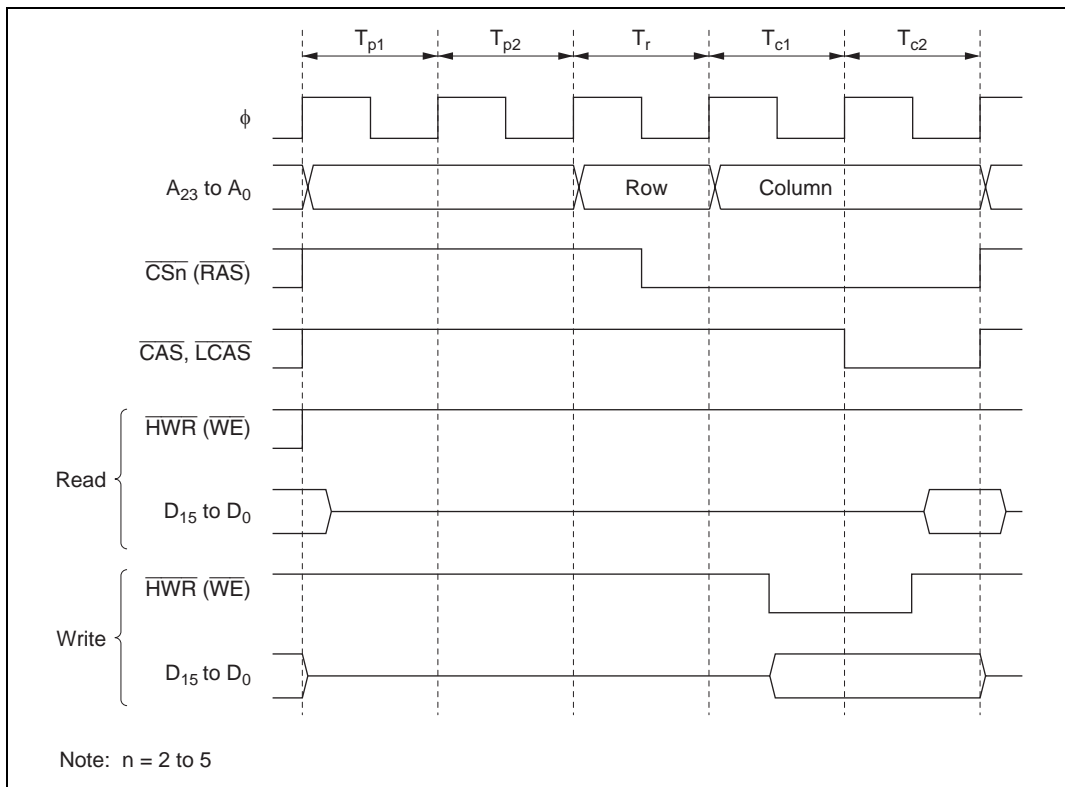 Tp1 Tp2 Tr Tc1 Tc2
ϕ
A23 to A0 Row Column
CSn (RAS)
CAS, LCAS
HWR (WE)
Read
D15 to D0
HWR (WE)
Write
D15 to D0
Note: n = 2 to 5